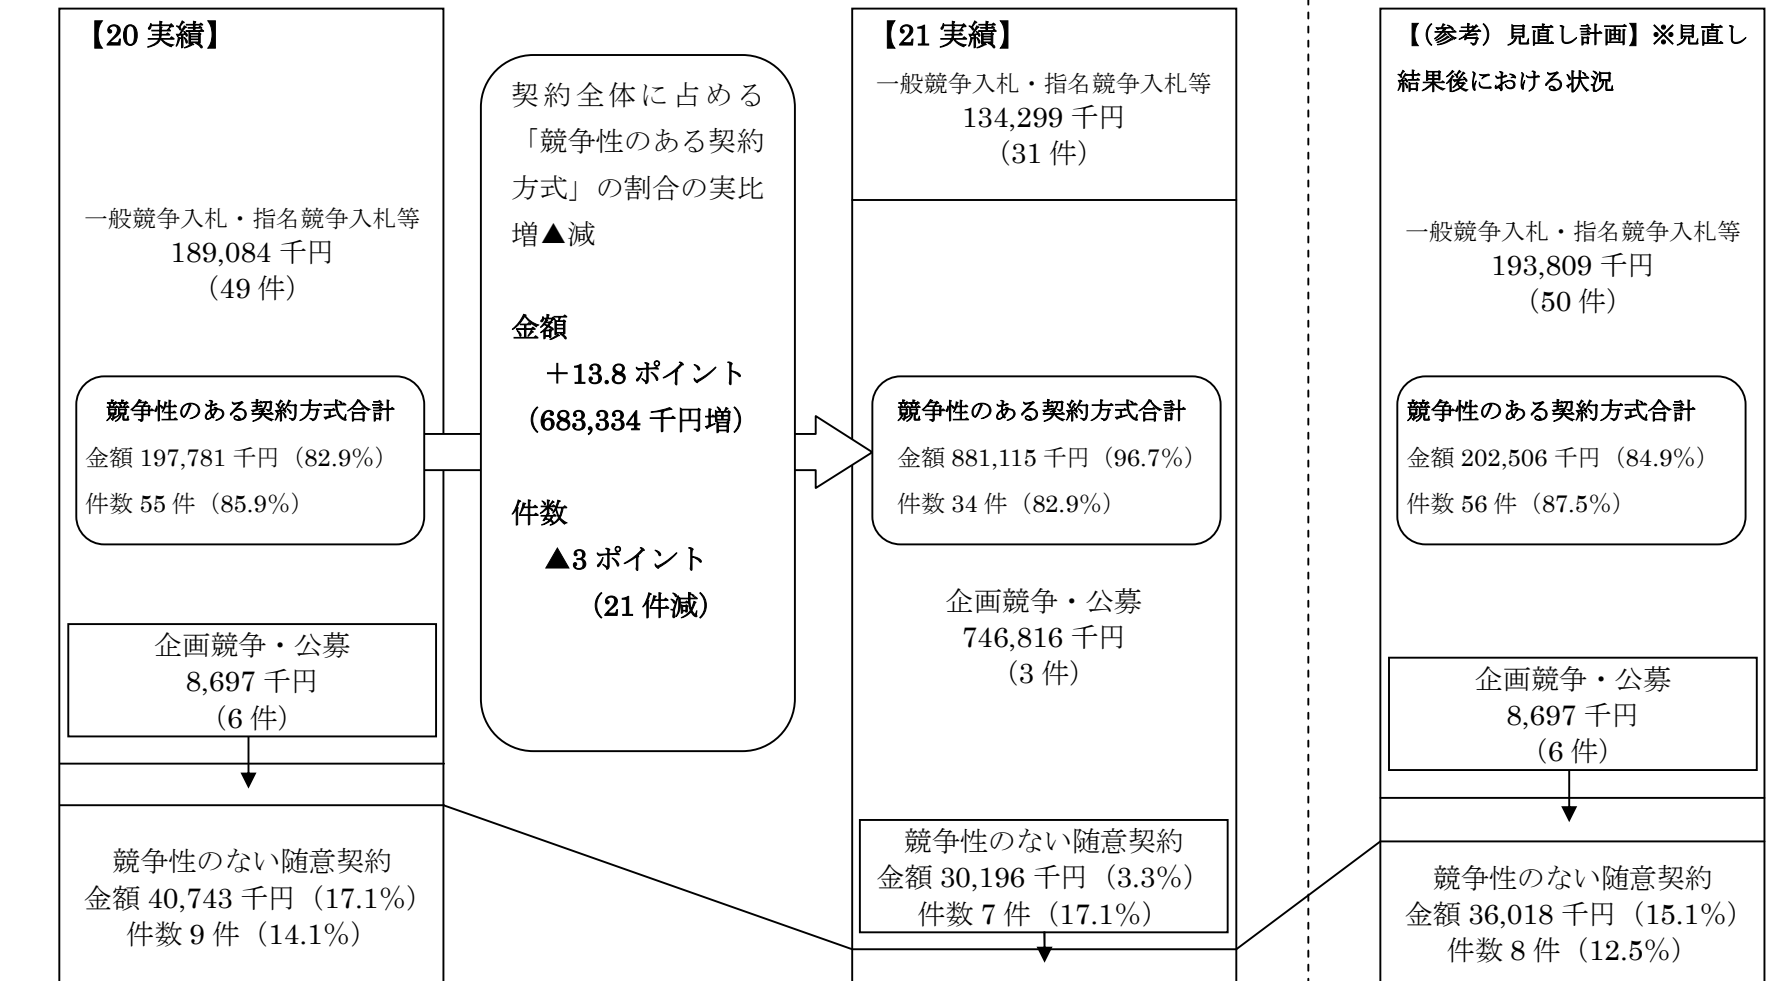 【20 実績】
一般競争入札・指名競争入札等
189,084 千円
（49 件）
競争性のある契約方式合計
金額 197,781 千円（82.9%）
件数 55 件（85.9%）
企画競争・公募
8,697 千円
（6 件）
競争性のない随意契約
金額 40,743 千円（17.1%）
件数 9 件（14.1%）
契約全体に占める
「競争性のある契約
方式」の割合の実比
増▲減
金額
＋13.8 ポイント
（683,334 千円増）
件数
▲3 ポイント
（21 件減）
【21 実績】
一般競争入札・指名競争入札等
134,299 千円
（31 件）
競争性のある契約方式合計
金額 881,115 千円（96.7%）
件数 34 件（82.9%）
企画競争・公募
746,816 千円
（3 件）
競争性のない随意契約
金額 30,196 千円（3.3%）
件数 7 件（17.1%）
【（参考）見直し計画】※見直し
結果後における状況
一般競争入札・指名競争入札等
193,809 千円
（50 件）
競争性のある契約方式合計
金額 202,506 千円（84.9%）
件数 56 件（87.5%）
企画競争・公募
8,697 千円
（6 件）
競争性のない随意契約
金額 36,018 千円（15.1%）
件数 8 件（12.5%）